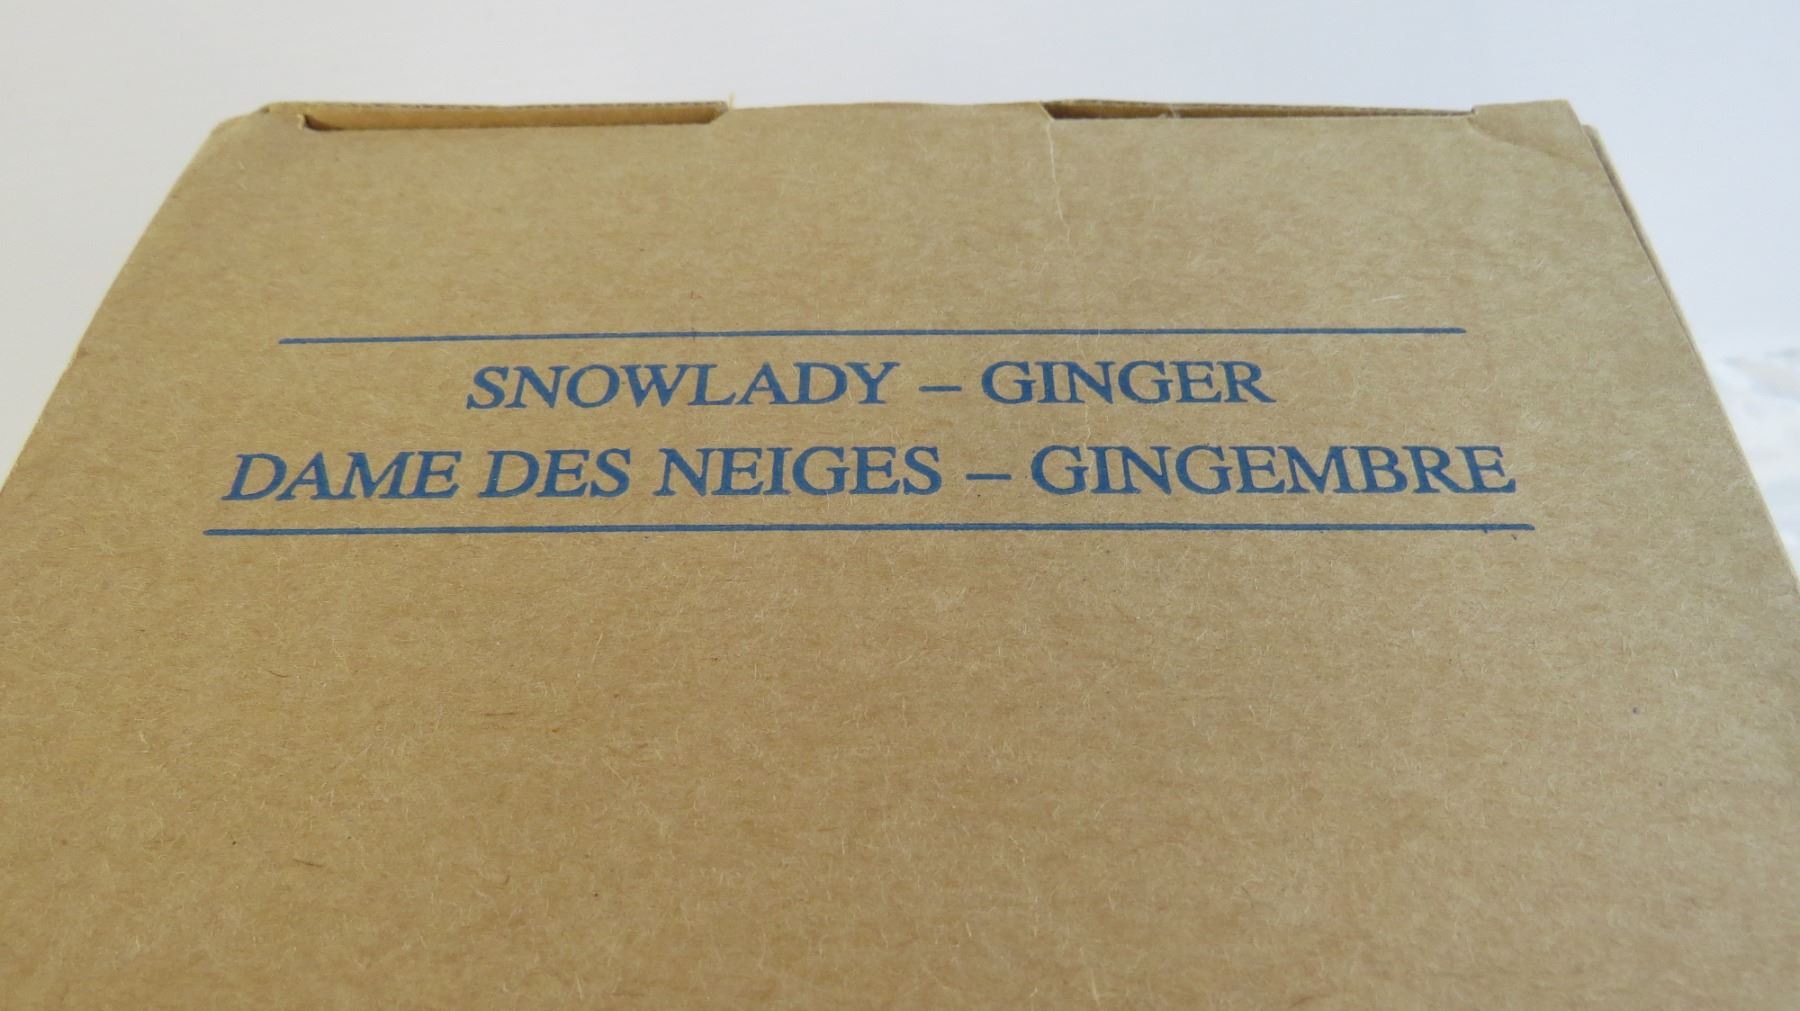 SNOWLADY – GINGER
DAME DES NEIGES – GINGEMBRE